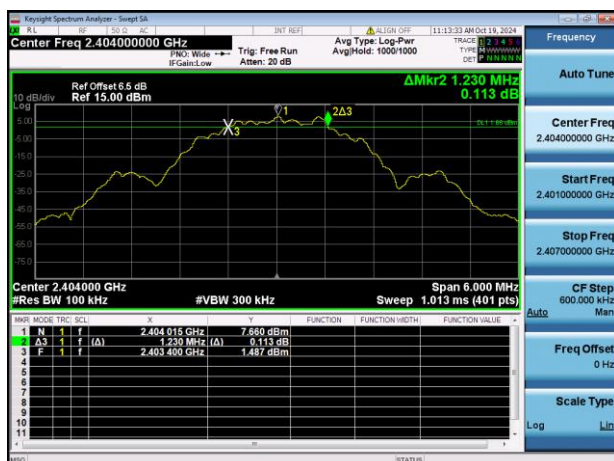 Keysight Spectrum Analyzer - Swept SA
RL RF 50 Ω AC INT REF ALIGN OFF 11:13:33 AM Oct 19, 2024
Center Freq 2.404000000 GHz
PNO: Wide
IFGain:Low
Trig: Free Run
Atten: 20 dB
Avg Type: Log-Pwr
Avg|Hold: 1000/1000
TRACE 1 2 3 4 5 6
TYPE M
DET P N N N N N
Frequency
Auto Tune
Center Freq
2.404000000 GHz
Start Freq
2.401000000 GHz
Stop Freq
2.407000000 GHz
CF Step
600.000 kHz
Auto Man
Freq Offset
0 Hz
Scale Type
Log Lin
Ref Offset 6.5 dB
10 dB/div Ref 15.00 dBm
Log
ΔMkr2 1.230 MHz
0.113 dB
1
2Δ3
3
5.00
-5.00
-15.0
-25.0
-35.0
-45.0
-55.0
-65.0
-75.0
Center 2.404000 GHz Span 6.000 MHz
#Res BW 100 kHz #VBW 300 kHz Sweep 1.013 ms (401 pts)
MKR MODE TRC SCL X Y FUNCTION FUNCTION WIDTH FUNCTION VALUE
1 N 1 f 2.404 015 GHz 7.660 dBm
2 Δ3 1 f (Δ) 1.230 MHz (Δ) 0.113 dB
3 F 1 f 2.403 400 GHz 1.487 dBm
4
5
6
7
8
9
10
11
MSG STATUS